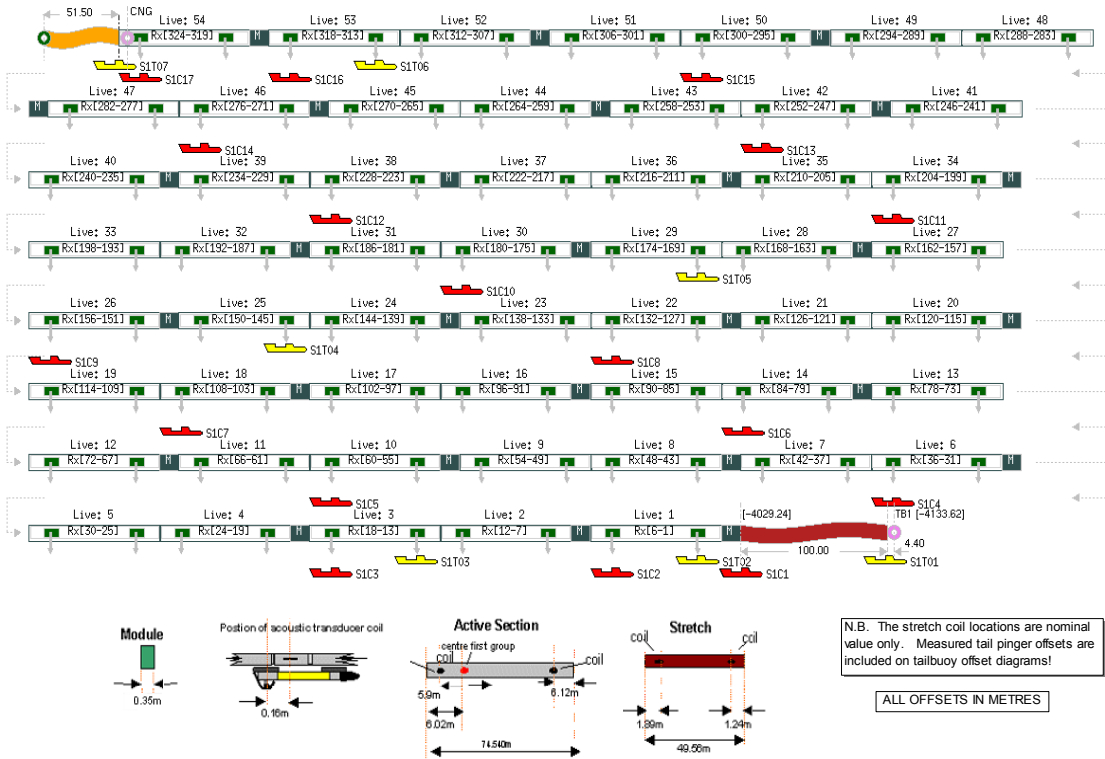 51.50 CNG
Live: 54 Live: 53 Live: 52 Live: 51 Live: 50 Live: 49 Live: 48
Rx[324-319] M Rx[318-313] Rx[312-307] M Rx[306-301] Rx[300-295] M Rx[294-289] Rx[288-283]
S1T07 S1T06
S1C17 S1C16 S1C15
Live: 47 Live: 46 Live: 45 Live: 44 Live: 43 Live: 42 Live: 41
M Rx[282-277] Rx[276-271] M Rx[270-265] Rx[264-259] M Rx[258-253] Rx[252-247] M Rx[246-241]
S1C14 S1C13
Live: 40 Live: 39 Live: 38 Live: 37 Live: 36 Live: 35 Live: 34
Rx[240-235] M Rx[234-229] Rx[228-223] M Rx[222-217] Rx[216-211] M Rx[210-205] Rx[204-199] M
S1C12 S1C11
Live: 33 Live: 32 Live: 31 Live: 30 Live: 29 Live: 28 Live: 27
Rx[198-193] Rx[192-187] M Rx[186-181] Rx[180-175] M Rx[174-169] Rx[168-163] M Rx[162-157]
S1T05
S1C10
Live: 26 Live: 25 Live: 24 Live: 23 Live: 22 Live: 21 Live: 20
Rx[156-151] M Rx[150-145] Rx[144-139] M Rx[138-133] Rx[132-127] M Rx[126-121] Rx[120-115] M
S1T04
S1C9 S1C8
Live: 19 Live: 18 Live: 17 Live: 16 Live: 15 Live: 14 Live: 13
Rx[114-109] Rx[108-103] M Rx[102-97] Rx[96-91] M Rx[90-85] Rx[84-79] M Rx[78-73]
S1C7 S1C6
Live: 12 Live: 11 Live: 10 Live: 9 Live: 8 Live: 7 Live: 6
Rx[72-67] M Rx[66-61] Rx[60-55] M Rx[54-49] Rx[48-43] M Rx[42-37] Rx[36-31] M
S1C5 S1C4
Live: 5 Live: 4 Live: 3 Live: 2 Live: 1 [-4029.24] TB1 [-4133.62]
Rx[30-25] Rx[24-19] M Rx[18-13] Rx[12-7] M Rx[6-1] M
100.00 4.40
S1T03 S1T02 S1T01
S1C3 S1C2 S1C1
Module
0.35m
Postion of acoustic transducer coil
0.16m
Active Section
centre first group
coil
coil
5.9m
6.12m
6.02m
74.540m
Stretch
coil
coil
1.89m
1.24m
49.56m
N.B. The stretch coil locations are nominal
value only. Measured tail pinger offsets are
included on tailbuoy offset diagrams!
ALL OFFSETS IN METRES